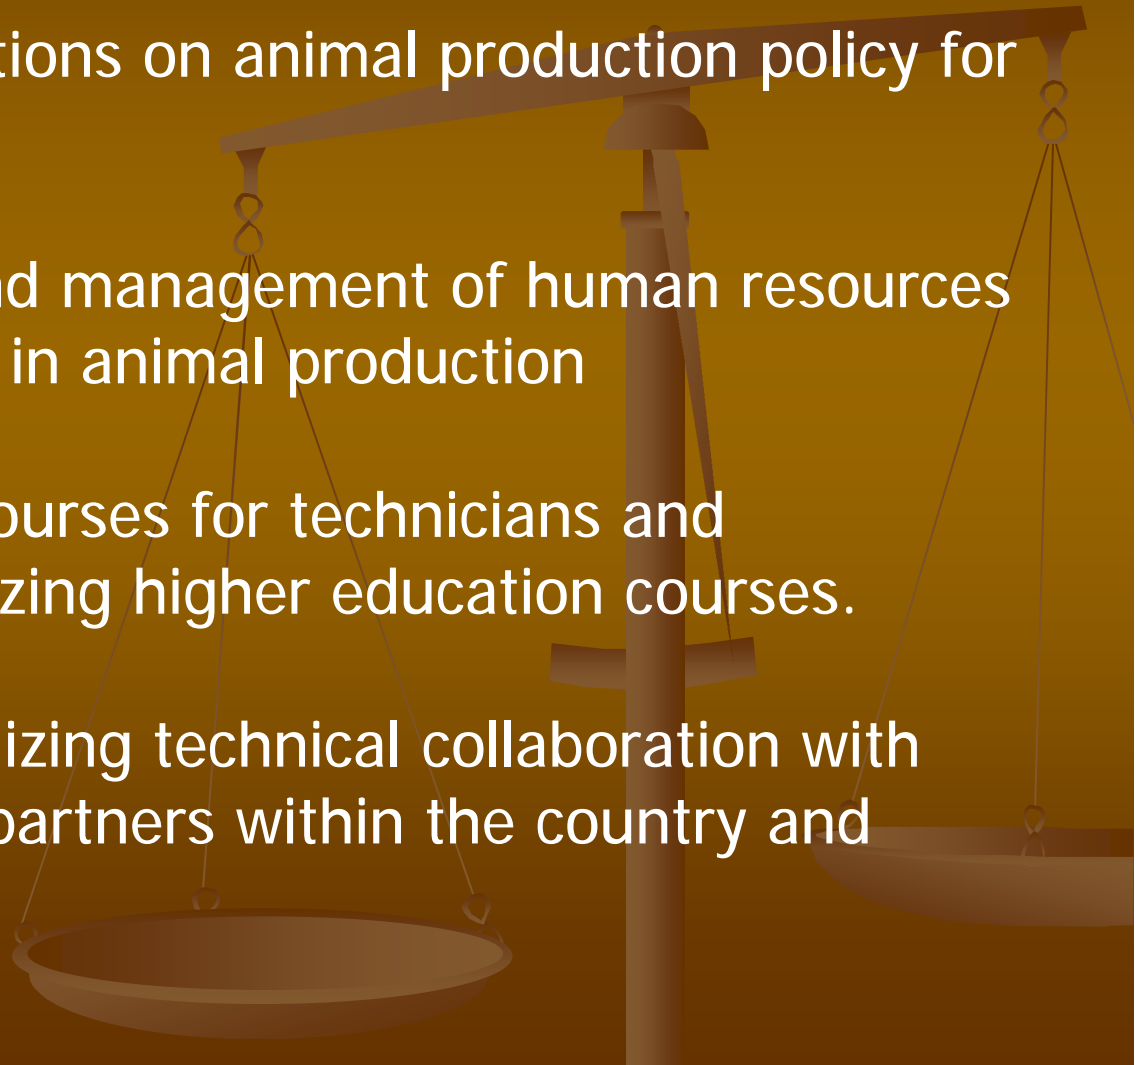 tions on animal production policy for
d management of human resources
in animal production
ourses for technicians and
zing higher education courses.
izing technical collaboration with
partners within the country and